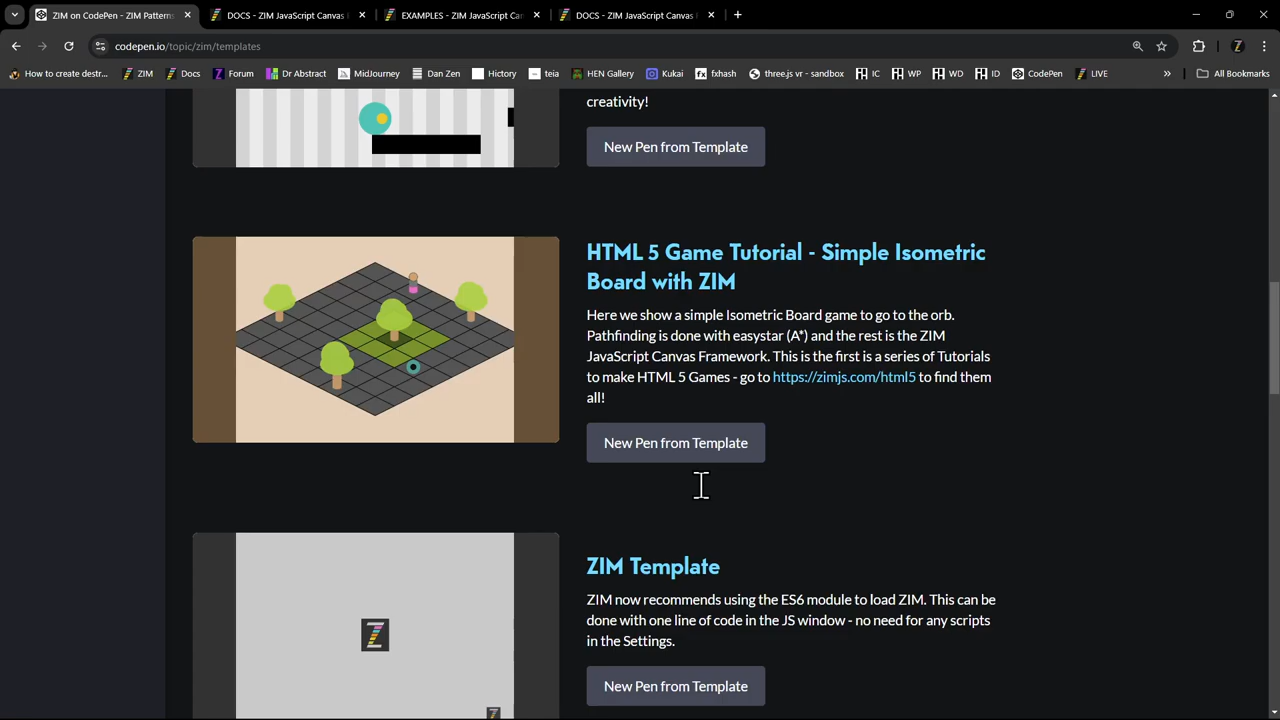 ZIM on CodePen - ZIM Patterns
DOCS - ZIM JavaScript Canvas
EXAMPLES - ZIM JavaScript Can
DOCS - ZIM JavaScript Canvas
codepen.io/topic/zim/templates
How to create destr...
ZIM
Docs
Forum
Dr Abstract
MidJourney
Dan Zen
Hictory
teia
HEN Gallery
Kukai
fxhash
three.js vr - sandbox
IC
WP
WD
ID
CodePen
LIVE
All Bookmarks
creativity!
New Pen from Template
HTML 5 Game Tutorial - Simple Isometric
Board with ZIM
Here we show a simple Isometric Board game to go to the orb.
Pathfinding is done with easystar (A*) and the rest is the ZIM
JavaScript Canvas Framework. This is the first is a series of Tutorials
to make HTML 5 Games - go to https://zimjs.com/html5 to find them
all!
New Pen from Template
ZIM Template
ZIM now recommends using the ES6 module to load ZIM. This can be
done with one line of code in the JS window - no need for any scripts
in the Settings.
New Pen from Template